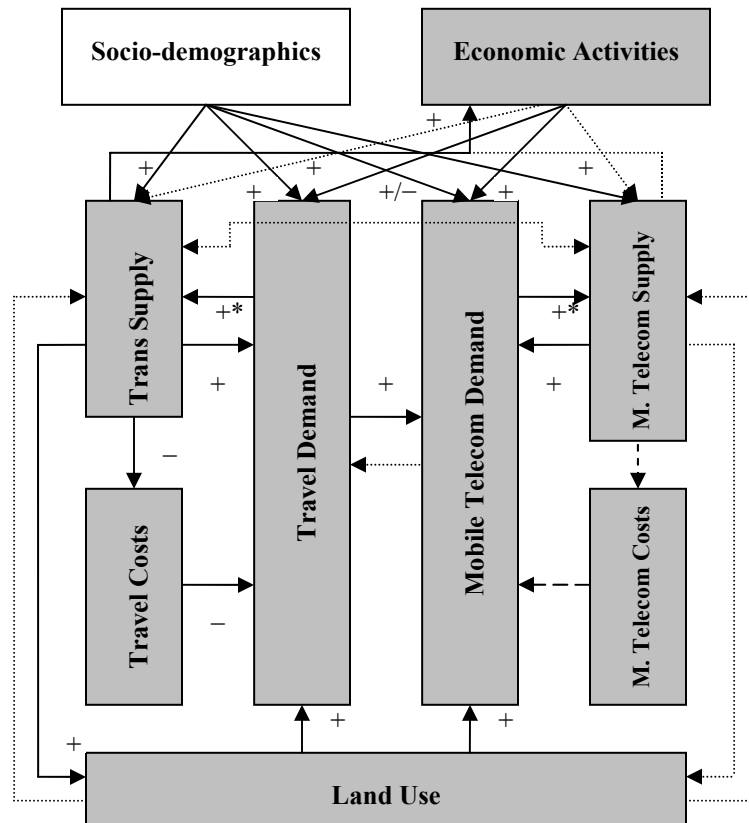 Socio-demographics
Economic Activities
+
+ + +
+ +/− +
Trans Supply
Travel Demand
Mobile Telecom Demand
M. Telecom Supply
+* +*
+ + +
−
Travel Costs
M. Telecom Costs
−
+ +
+
Land Use